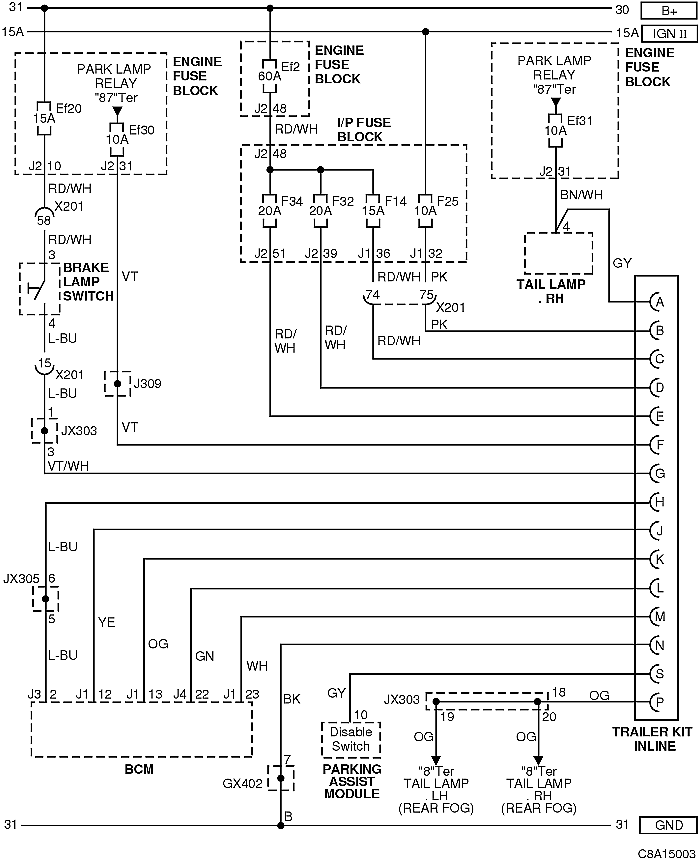 31
30
B+
15A
15A
IGN II
ENGINE
FUSE
BLOCK
PARK LAMP
RELAY
"87"Ter
Ef20
15A
Ef30
10A
J2 10
J2 31
ENGINE
FUSE
BLOCK
Ef2
60A
J2 48
RD/WH
I/P FUSE
BLOCK
J2 48
F34
20A
F32
20A
F14
15A
F25
10A
J2 51
J2 39
J1 36
J1 32
ENGINE
FUSE
BLOCK
PARK LAMP
RELAY
"87"Ter
Ef31
10A
J2 31
BN/WH
4
TAIL LAMP
. RH
GY
RD/WH
X201
58
RD/WH
3
BRAKE
LAMP
SWITCH
4
L-BU
15
X201
L-BU
1
JX303
3
VT/WH
VT
J309
VT
RD/WH
PK
74
75
X201
PK
RD/WH
RD/
WH
RD/
WH
A
B
C
D
E
F
G
H
J
K
L
M
N
S
P
TRAILER KIT
INLINE
L-BU
JX305
6
5
L-BU
YE
OG
GN
WH
BK
J3 2
J1 12
J1 13
J4 22
J1 23
BCM
7
GX402
B
GY
10
Disable
Switch
PARKING
ASSIST
MODULE
JX303
18
OG
19
20
OG
OG
"8"Ter
TAIL LAMP
. LH
(REAR FOG)
"8"Ter
TAIL LAMP
. RH
(REAR FOG)
31
31
GND
C8A15003